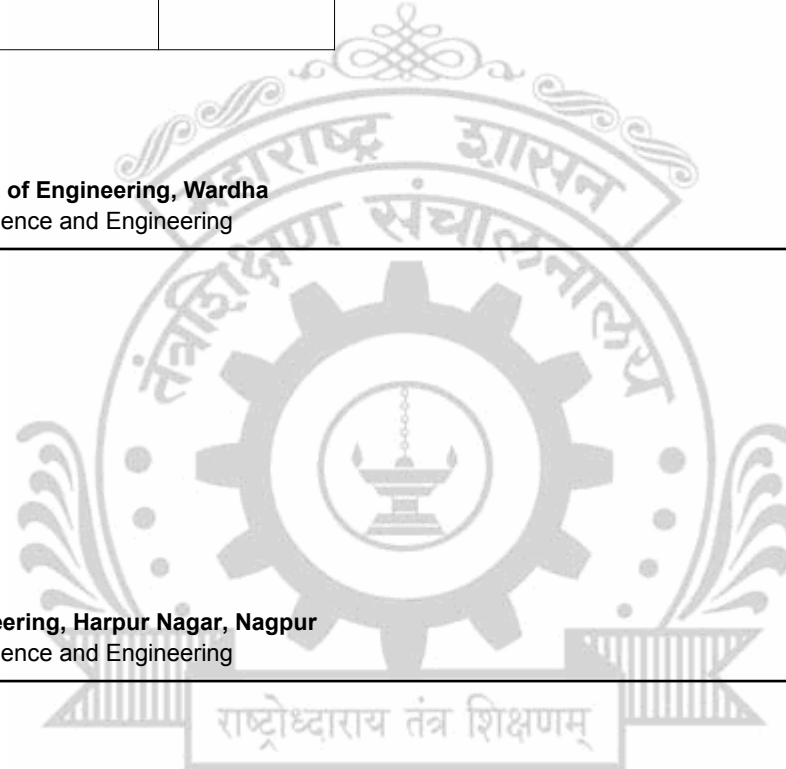 महाराष्ट्र शासन
of Engineering, Wardha
ence and Engineering
तंत्रशिक्षण संचालनालय
ering, Harpur Nagar, Nagpur
ence and Engineering
राष्ट्रोध्दाराय तंत्र शिक्षणम्